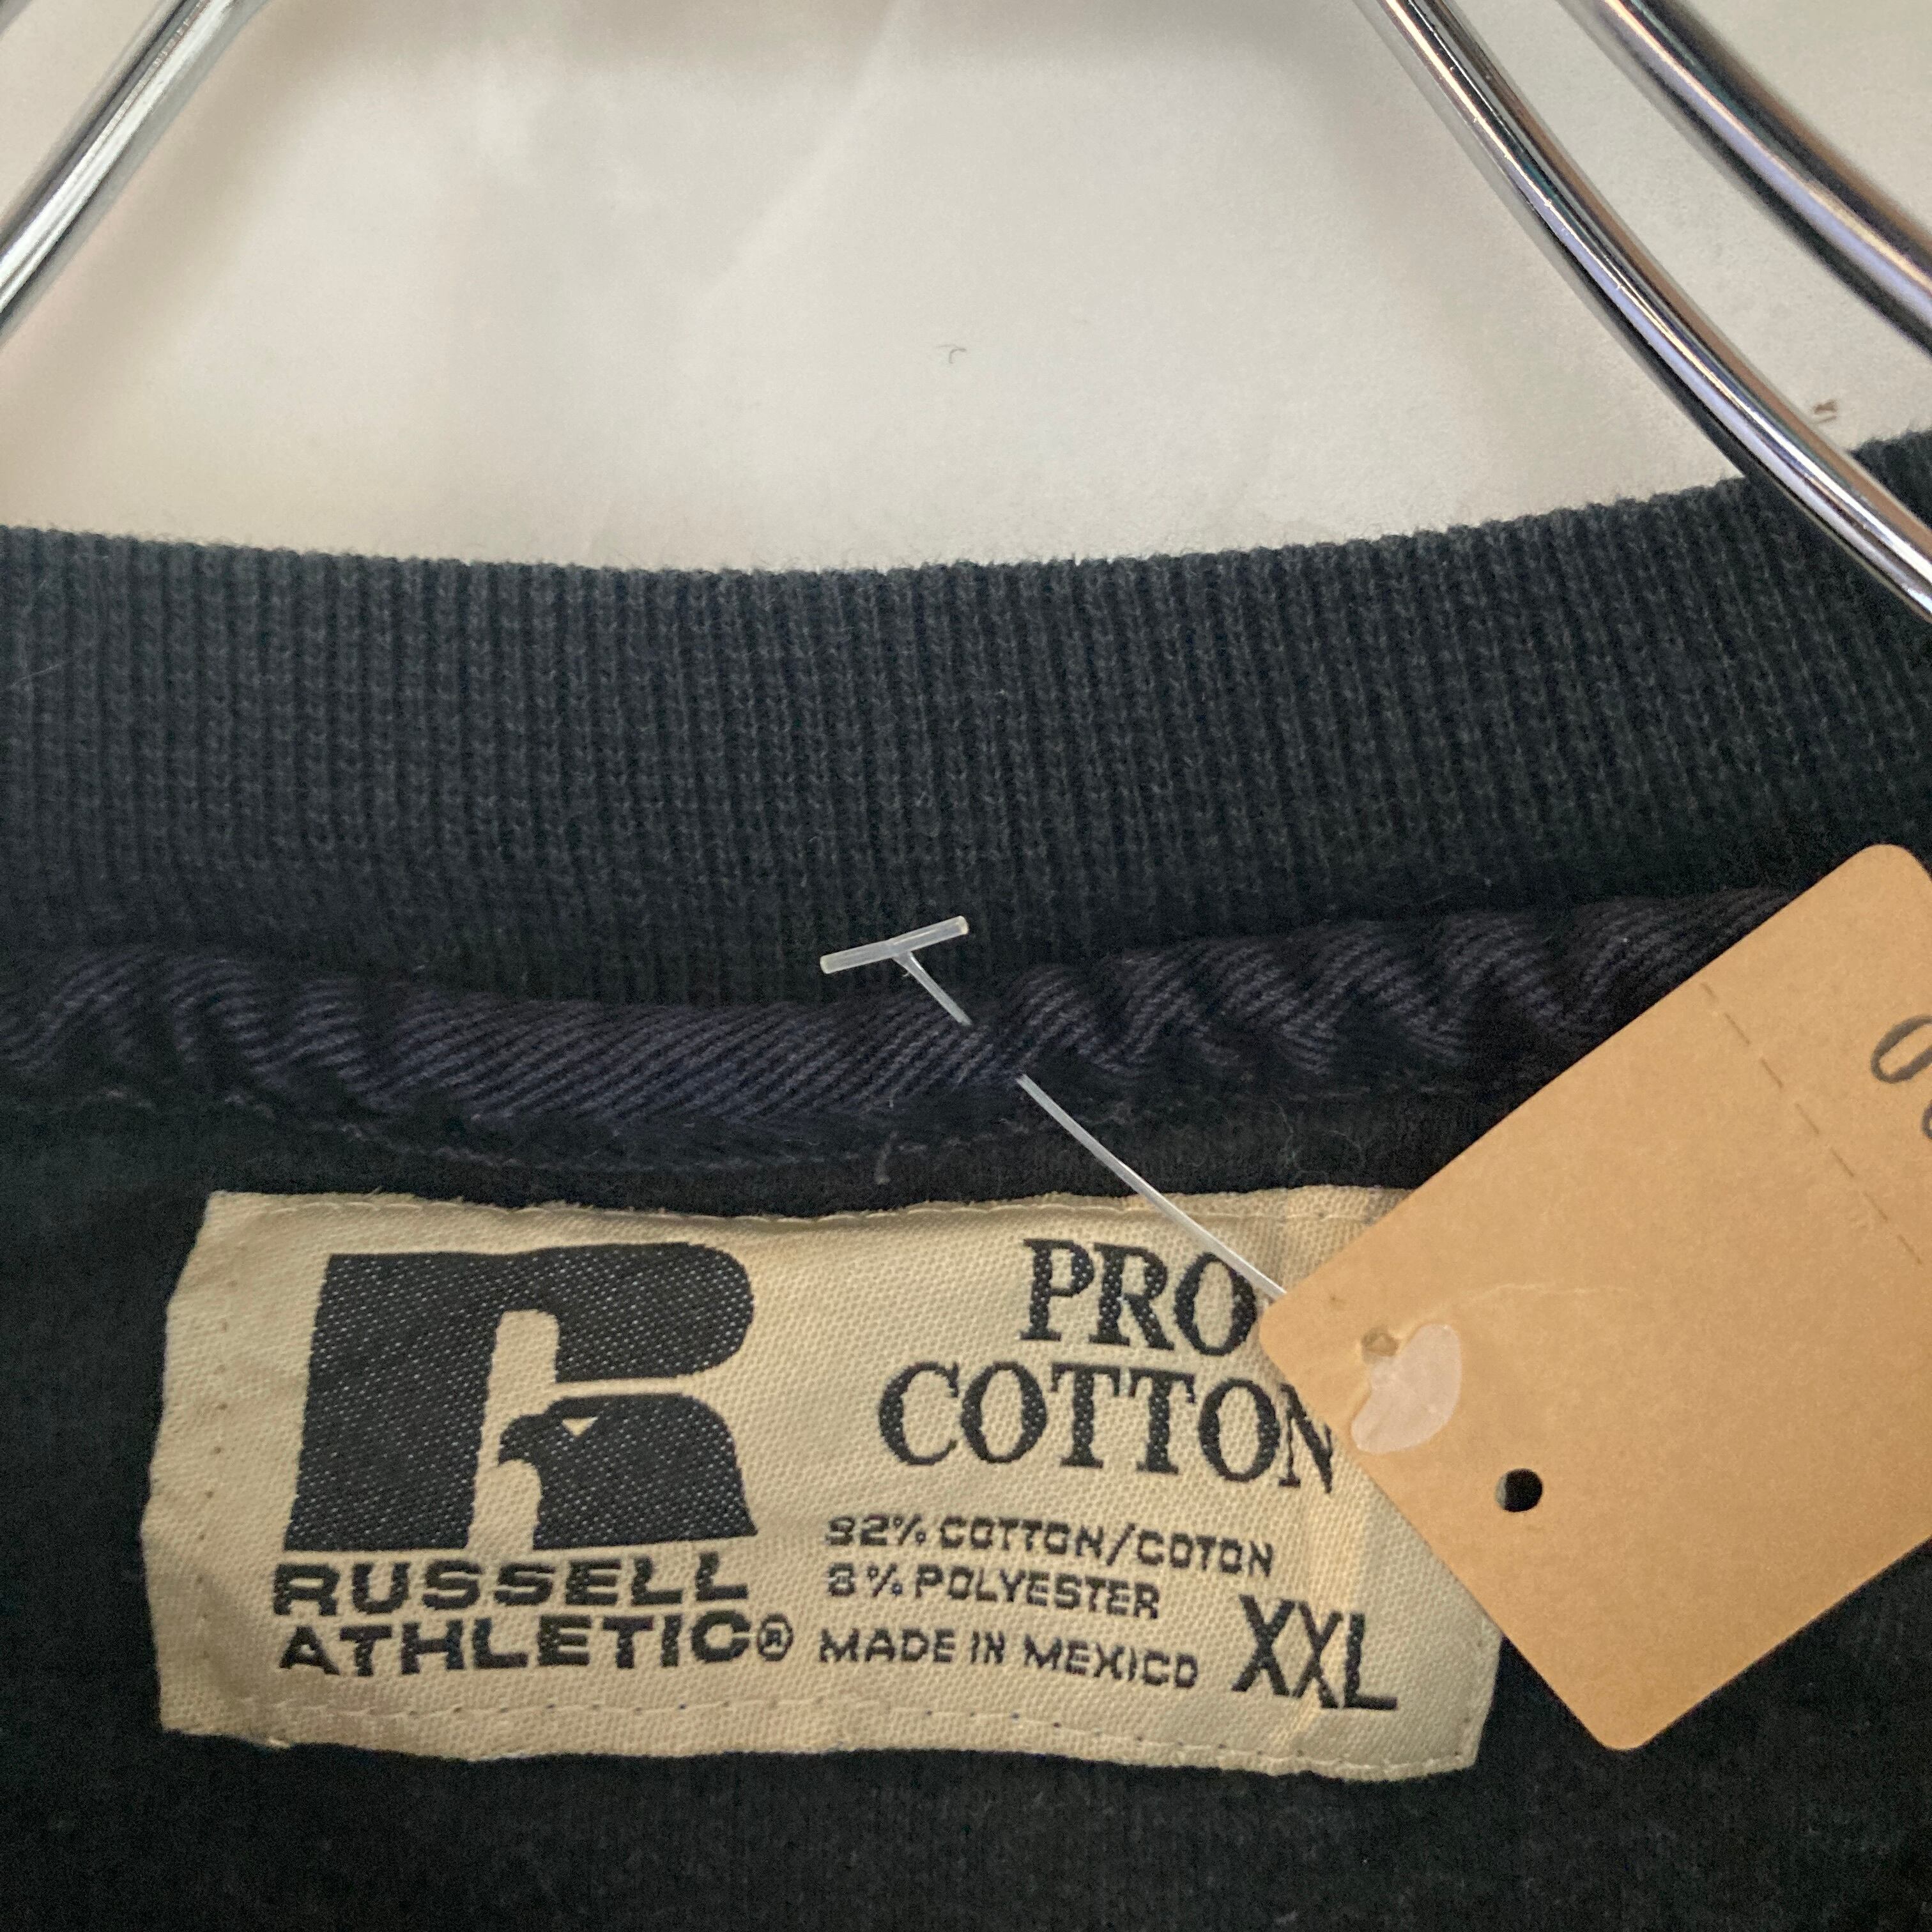 PRO
COTTON
92% COTTON/COTON
8% POLYESTER
RUSSELL
ATHLETIC®
MADE IN MEXICO
XXL